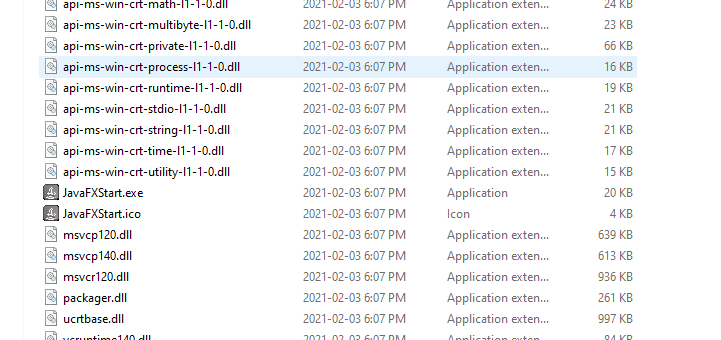 api-ms-win-crt-math-l1-1-0.dll 2021-02-03 6:07 PM Application exten... 24 KB
api-ms-win-crt-multibyte-l1-1-0.dll 2021-02-03 6:07 PM Application exten... 23 KB
api-ms-win-crt-private-l1-1-0.dll 2021-02-03 6:07 PM Application exten... 66 KB
api-ms-win-crt-process-l1-1-0.dll 2021-02-03 6:07 PM Application exten... 16 KB
api-ms-win-crt-runtime-l1-1-0.dll 2021-02-03 6:07 PM Application exten... 19 KB
api-ms-win-crt-stdio-l1-1-0.dll 2021-02-03 6:07 PM Application exten... 21 KB
api-ms-win-crt-string-l1-1-0.dll 2021-02-03 6:07 PM Application exten... 21 KB
api-ms-win-crt-time-l1-1-0.dll 2021-02-03 6:07 PM Application exten... 17 KB
api-ms-win-crt-utility-l1-1-0.dll 2021-02-03 6:07 PM Application exten... 15 KB
JavaFXStart.exe 2021-02-03 6:07 PM Application 20 KB
JavaFXStart.ico 2021-02-03 6:07 PM Icon 4 KB
msvcp120.dll 2021-02-03 6:07 PM Application exten... 639 KB
msvcp140.dll 2021-02-03 6:07 PM Application exten... 613 KB
msvcr120.dll 2021-02-03 6:07 PM Application exten... 936 KB
packager.dll 2021-02-03 6:07 PM Application exten... 261 KB
ucrtbase.dll 2021-02-03 6:07 PM Application exten... 997 KB
vcruntime140.dll 2021-02-03 6:07 PM Application exten... 84 KB